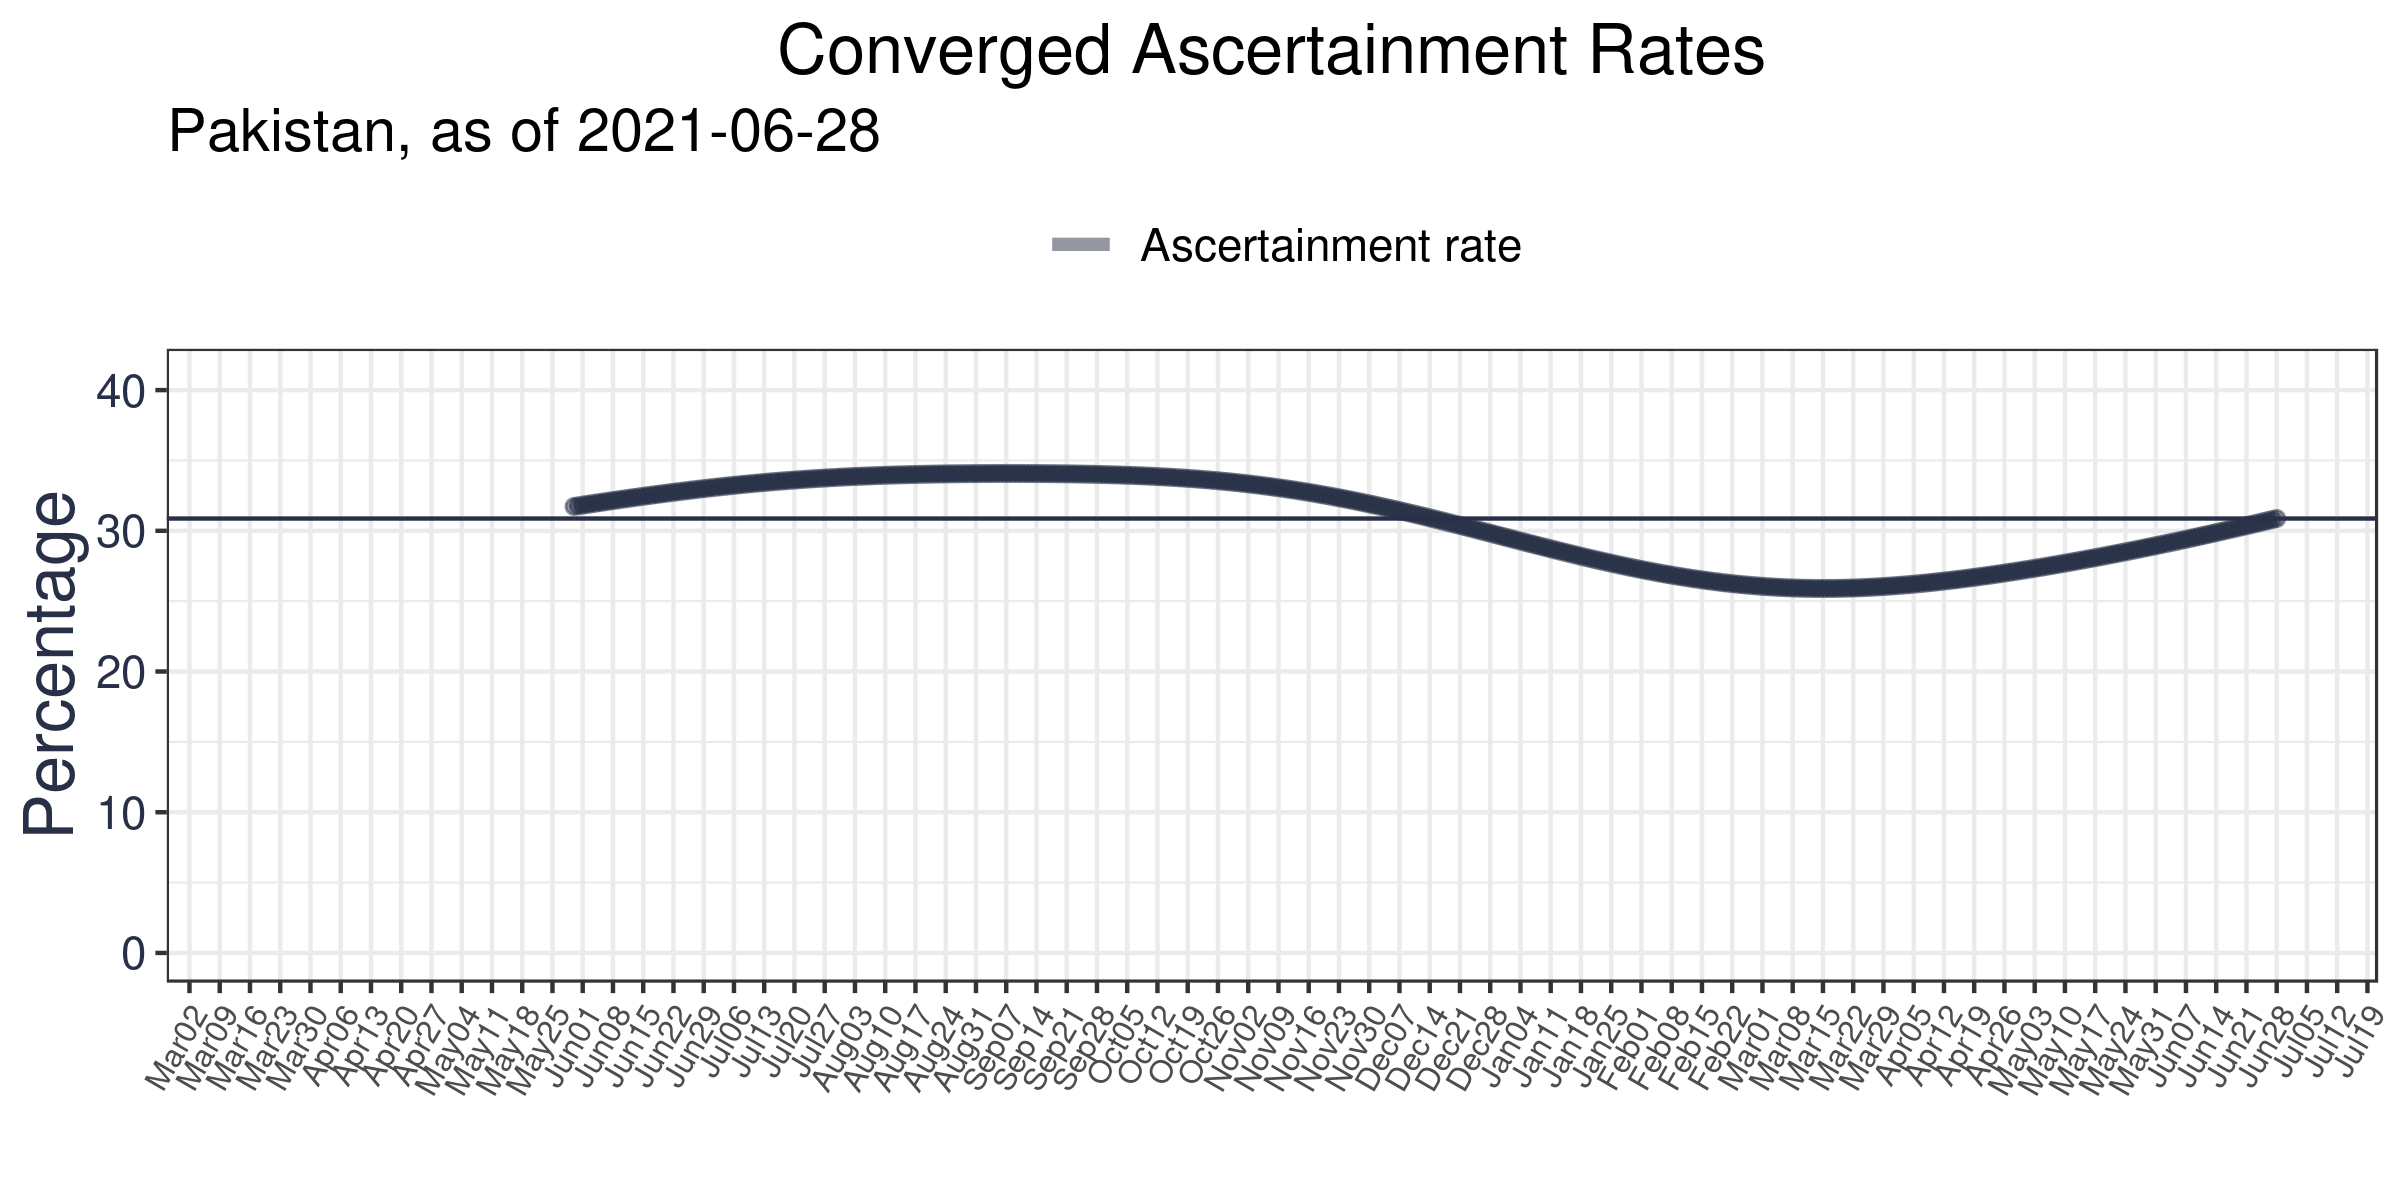 Converged Ascertainment Rates
Pakistan, as of 2021-06-28
Ascertainment rate
Percentage
40
30
20
10
0
Mar02
Mar09
Mar16
Mar23
Mar30
Apr06
Apr13
Apr20
Apr27
May04
May11
May18
May25
Jun01
Jun08
Jun15
Jun22
Jun29
Jul06
Jul13
Jul20
Jul27
Aug03
Aug10
Aug17
Aug24
Aug31
Sep07
Sep14
Sep21
Sep28
Oct05
Oct12
Oct19
Oct26
Nov02
Nov09
Nov16
Nov23
Nov30
Dec07
Dec14
Dec21
Dec28
Jan04
Jan11
Jan18
Jan25
Feb01
Feb08
Feb15
Feb22
Mar01
Mar08
Mar15
Mar22
Mar29
Apr05
Apr12
Apr19
Apr26
May03
May10
May17
May24
May31
Jun07
Jun14
Jun21
Jun28
Jul05
Jul12
Jul19